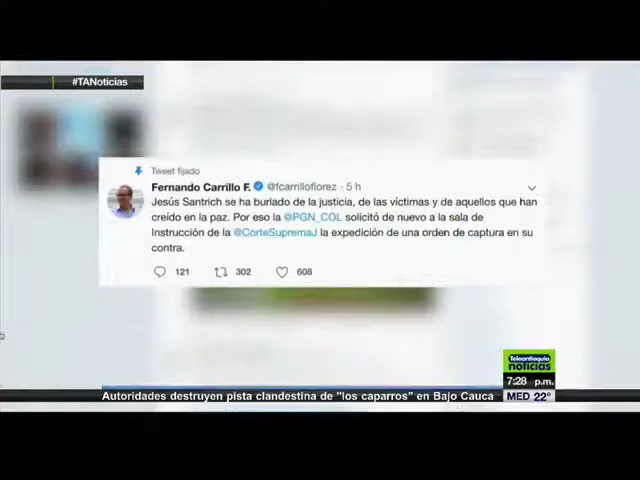 #TANoticias
Tweet fijado
Fernando Carrillo F. @fcarrilloflorez · 5 h
Jesús Santrich se ha burlado de la justicia, de las víctimas y de aquellos que han
creído en la paz. Por eso la @PGN_COL solicitó de nuevo a la sala de
Instrucción de la @CorteSupremaJ la expedición de una orden de captura en su
contra.
121 302 608
Teleantioquia
noticias
7:28 p.m.
MED 22°
Autoridades destruyen pista clandestina de "los caparros" en Bajo Cauca